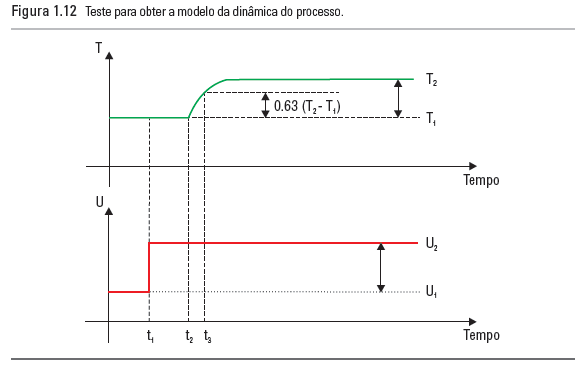 Figura 1.12 Teste para obter a modelo da dinâmica do processo.
T
T₂
0.63 (T₂- T₁)
T₁
Tempo
U
U₂
U₁
Tempo
t₁ t₂ t₃